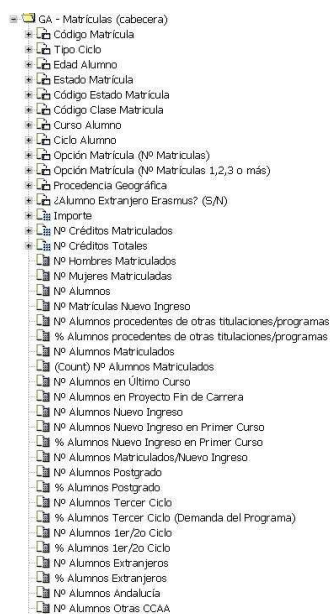 GA - Matrículas (cabecera)
Código Matrícula
Tipo Ciclo
Edad Alumno
Estado Matrícula
Código Estado Matrícula
Código Clase Matricula
Curso Alumno
Ciclo Alumno
Opción Matrícula (Nº Matriculas)
Opción Matrícula (Nº Matriculas 1,2,3 o más)
Procedencia Geográfica
¿Alumno Extranjero Erasmus? (S/N)
Importe
Nº Créditos Matriculados
Nº Créditos Totales
Nº Hombres Matriculados
Nº Mujeres Matriculadas
Nº Alumnos
Nº Matrículas Nuevo Ingreso
Nº Alumnos procedentes de otras titulaciones/programas
% Alumnos procedentes de otras titulaciones/programas
Nº Alumnos Matriculados
(Count) Nº Alumnos Matriculados
Nº Alumnos en Último Curso
Nº Alumnos en Proyecto Fin de Carrera
Nº Alumnos Nuevo Ingreso
Nº Alumnos Nuevo Ingreso en Primer Curso
% Alumnos Nuevo Ingreso en Primer Curso
Nº Alumnos Matriculados/Nuevo Ingreso
Nº Alumnos Postgrado
% Alumnos Postgrado
Nº Alumnos Tercer Ciclo
% Alumnos Tercer Ciclo (Demanda del Programa)
Nº Alumnos 1er/2o Ciclo
% Alumnos 1er/2o Ciclo
Nº Alumnos Extranjeros
% Alumnos Extranjeros
Nº Alumnos Andalucía
Nº Alumnos Otras CCAA